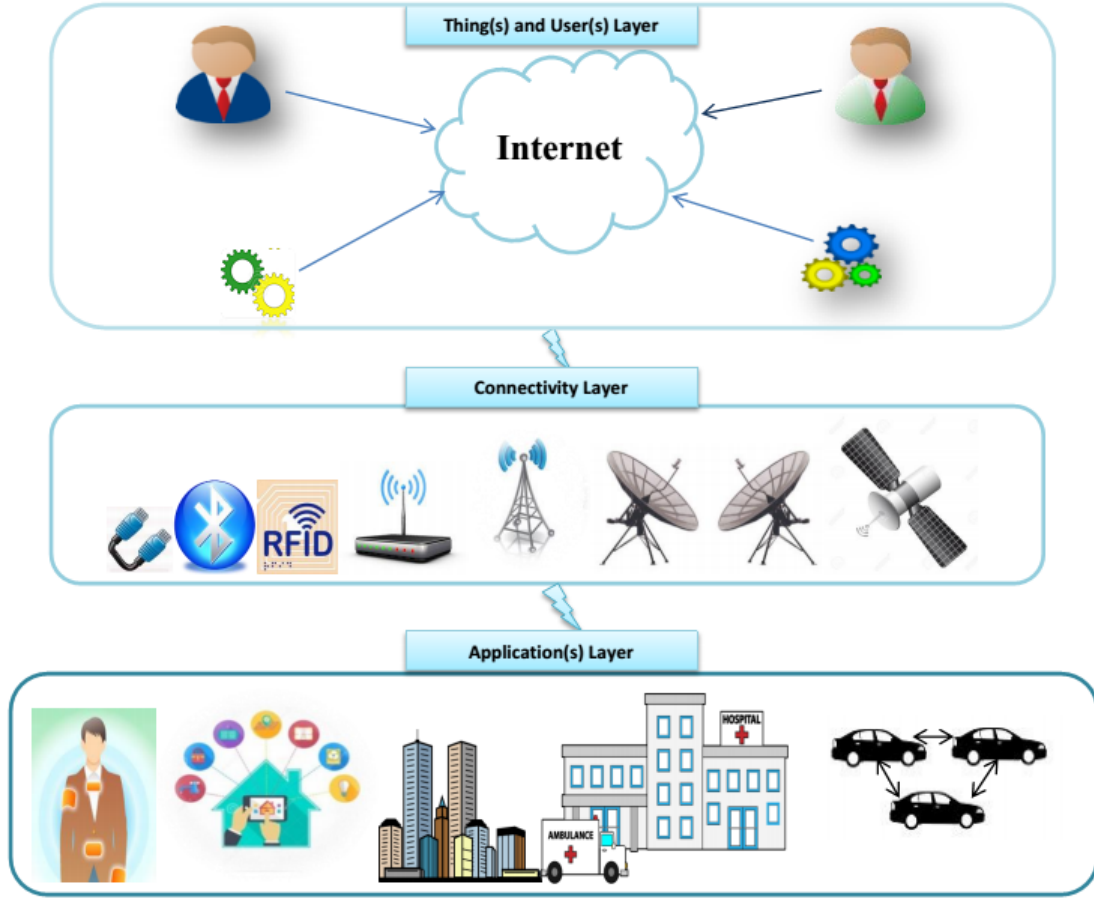 Thing(s) and User(s) Layer
Internet
Connectivity Layer
RFID
Application(s) Layer
HOSPITAL
AMBULANCE